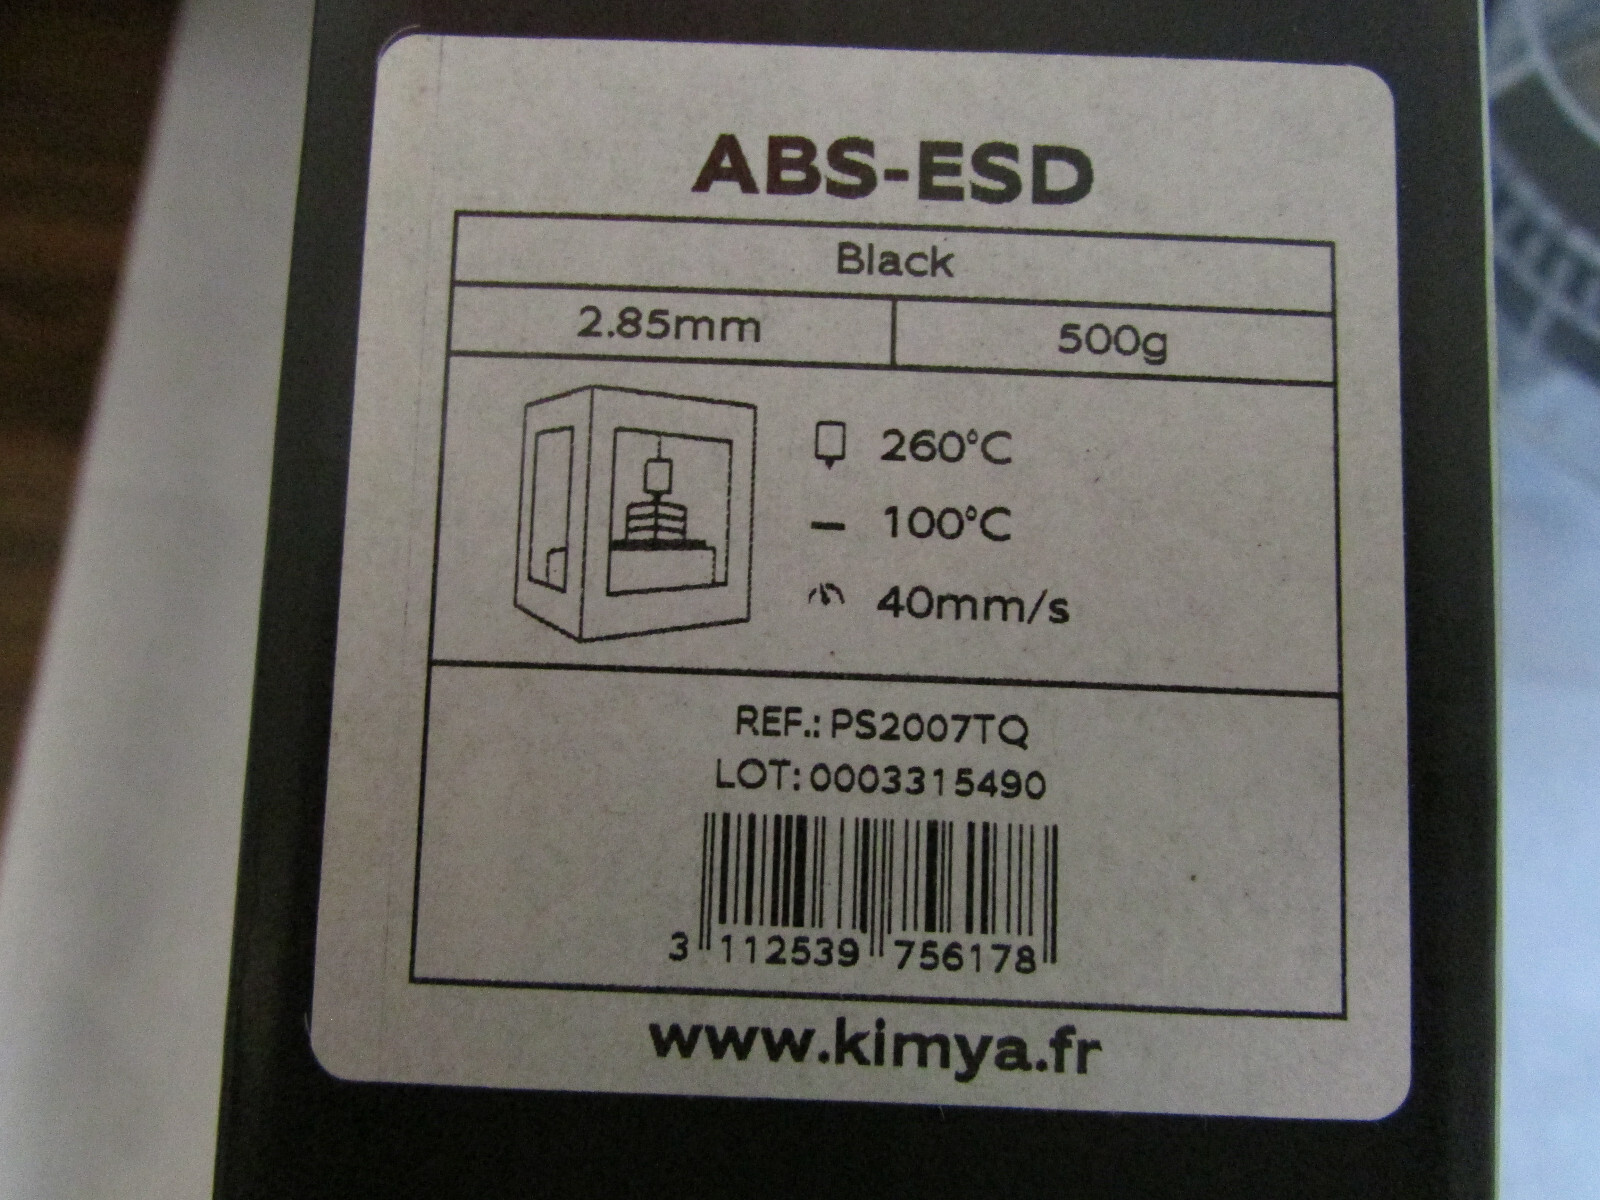 ABS-ESD
Black
2.85mm 500g
260°C
100°C
40mm/s
REF.: PS2007TQ
LOT: 0003315490
3 112539 756178
www.kimya.fr